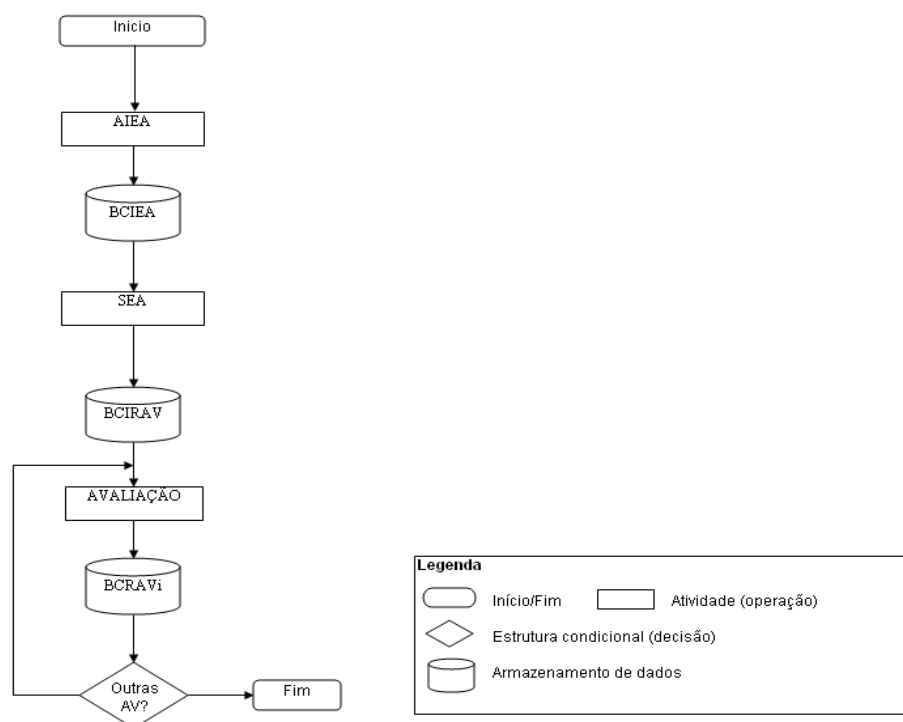 Inicio
AIEA
BCIEA
SEA
BCIRAV
AVALIAÇÃO
BCRAVi
Outras
AV?
Fim
Legenda
Início/Fim
Atividade (operação)
Estrutura condicional (decisão)
Armazenamento de dados